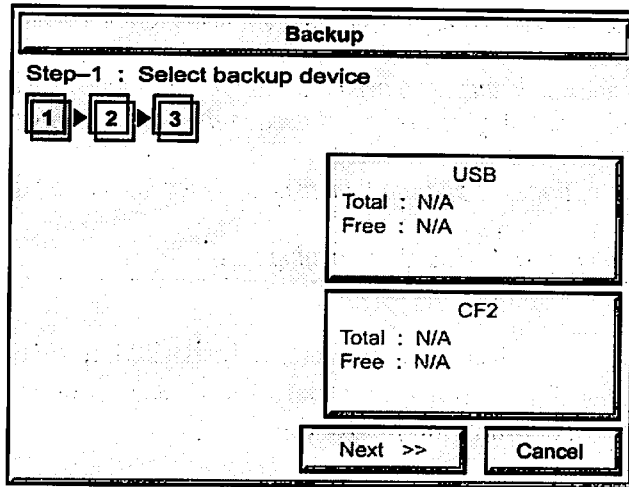 Backup
Step–1 : Select backup device
1 ▶ 2 ▶ 3
USB
Total : N/A
Free : N/A
CF2
Total : N/A
Free : N/A
Next >>
Cancel